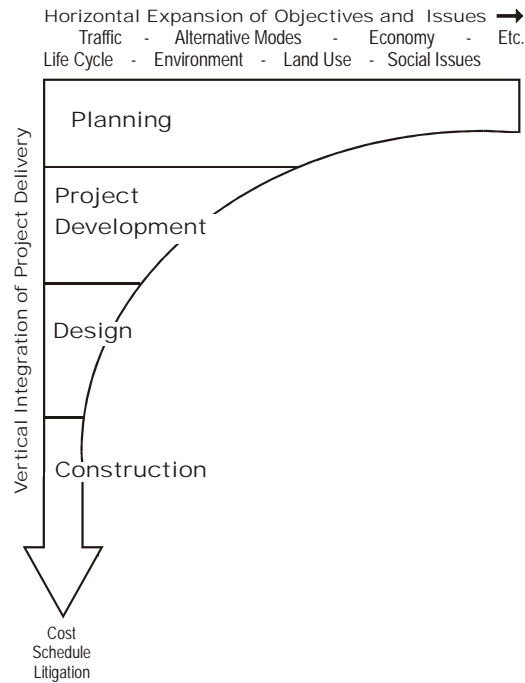 Horizontal Expansion of Objectives and Issues
Traffic - Alternative Modes - Economy - Etc.
Life Cycle - Environment - Land Use - Social Issues
Vertical Integration of Project Delivery
Planning
Project
Development
Design
Construction
Cost
Schedule
Litigation